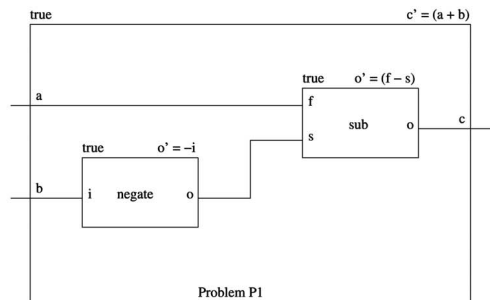 true c' = (a + b)
true o' = (f – s)
a f
s sub o c
true o' = –i
b i negate o
Problem P1